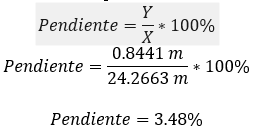 Pendiente = Y/X * 100%
Pendiente = 0.8441 m / 24.2663 m * 100%
Pendiente = 3.48%